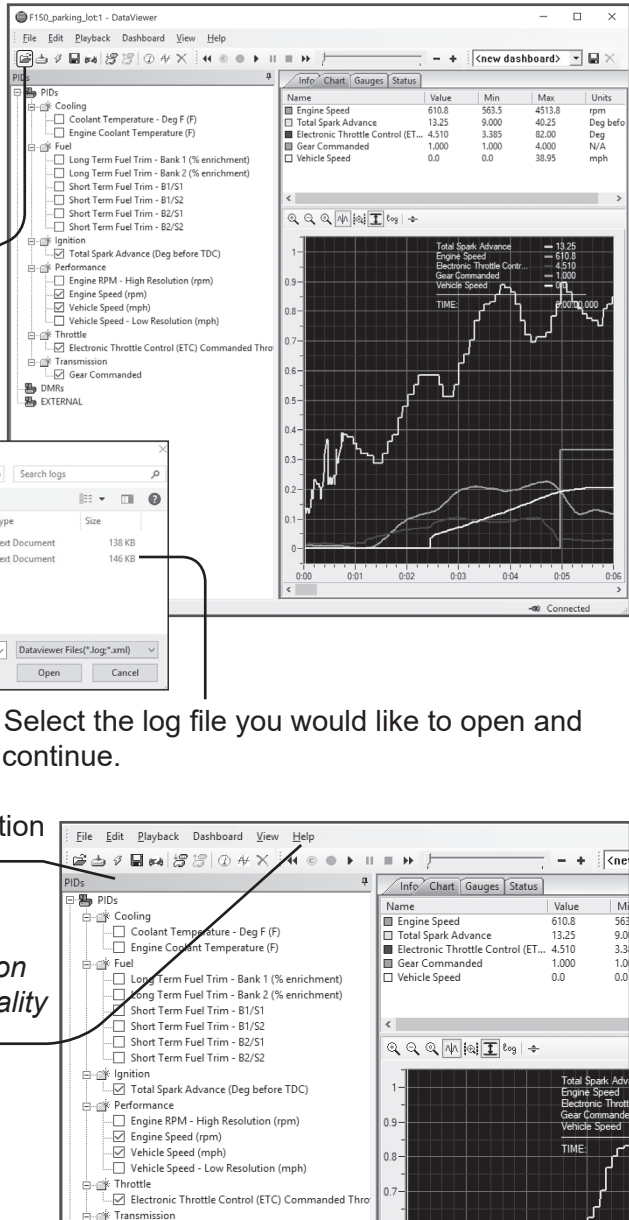 F150_parking_lot:1 - DataViewer
File Edit Playback Dashboard View Help
<new dashboard>
PIDs
PIDs
Cooling
Coolant Temperature - Deg F (F)
Engine Coolant Temperature (F)
Fuel
Long Term Fuel Trim - Bank 1 (% enrichment)
Long Term Fuel Trim - Bank 2 (% enrichment)
Short Term Fuel Trim - B1/S1
Short Term Fuel Trim - B1/S2
Short Term Fuel Trim - B2/S1
Short Term Fuel Trim - B2/S2
Ignition
Total Spark Advance (Deg before TDC)
Performance
Engine RPM - High Resolution (rpm)
Engine Speed (rpm)
Vehicle Speed (mph)
Vehicle Speed - Low Resolution (mph)
Throttle
Electronic Throttle Control (ETC) Commanded Thro
Transmission
Gear Commanded
DMRs
EXTERNAL
Info Chart Gauges Status
Name Value Min Max Units
Engine Speed 610.8 563.5 4513.8 rpm
Total Spark Advance 13.25 9.000 40.25 Deg befo
Electronic Throttle Control (ET... 4.510 3.385 82.00 Deg
Gear Commanded 1.000 1.000 4.000 N/A
Vehicle Speed 0.0 0.0 38.95 mph
Log
Total Spark Advance 13.25
Engine Speed 610.8
Electronic Throttle Contr... 4.510
Gear Commanded 1.000
Vehicle Speed 0.0
TIME: 0:00:00.000
1
0.9
0.8
0.7
0.6
0.5
0.4
0.3
0.2
0.1
0
0:00 0:01 0:02 0:03 0:04 0:05 0:06
Connected
Search logs
ype Size
ext Document 138 KB
ext Document 146 KB
Dataviewer Files(*.log;*.xml)
Open Cancel
Select the log file you would like to open and
continue.
tion
on
ality
File Edit Playback Dashboard View Help
<nev
PIDs
PIDs
Cooling
Coolant Temperature - Deg F (F)
Engine Coolant Temperature (F)
Fuel
Long Term Fuel Trim - Bank 1 (% enrichment)
Long Term Fuel Trim - Bank 2 (% enrichment)
Short Term Fuel Trim - B1/S1
Short Term Fuel Trim - B1/S2
Short Term Fuel Trim - B2/S1
Short Term Fuel Trim - B2/S2
Ignition
Total Spark Advance (Deg before TDC)
Performance
Engine RPM - High Resolution (rpm)
Engine Speed (rpm)
Vehicle Speed (mph)
Vehicle Speed - Low Resolution (mph)
Throttle
Electronic Throttle Control (ETC) Commanded Thro
Transmission
Info Chart Gauges Status
Name Value Mi
Engine Speed 610.8 563
Total Spark Advance 13.25 9.0
Electronic Throttle Control (ET... 4.510 3.3
Gear Commanded 1.000 1.0
Vehicle Speed 0.0 0.0
Log
Total Spark Adva
Engine Speed
Electronic Thrott
Gear Commande
Vehicle Speed
TIME:
1
0.9
0.8
0.7